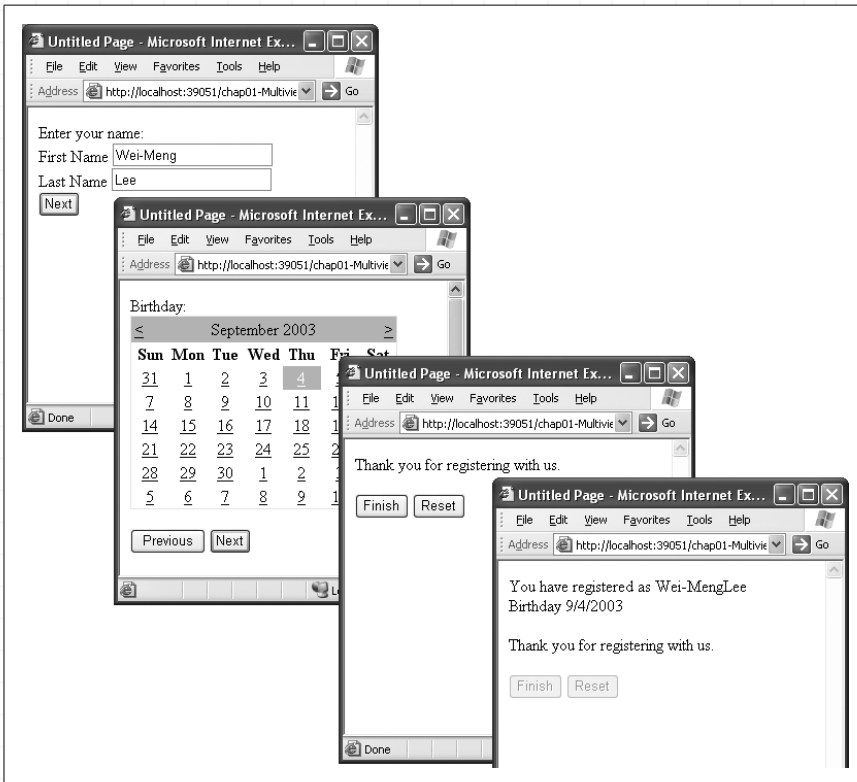 Untitled Page - Microsoft Internet Ex...
File Edit View Favorites Tools Help
Address http://localhost:39051/chap01-Multivie Go
Enter your name:
First Name Wei-Meng
Last Name Lee
Next
Done
Untitled Page - Microsoft Internet Ex...
File Edit View Favorites Tools Help
Address http://localhost:39051/chap01-Multivie Go
Birthday:
< September 2003 >
Sun Mon Tue Wed Thu Fri Sat
31 1 2 3 4
7 8 9 10 11
14 15 16 17 18
21 22 23 24 25
28 29 30 1 2
5 6 7 8 9
Previous Next
Untitled Page - Microsoft Internet Ex...
File Edit View Favorites Tools Help
Address http://localhost:39051/chap01-Multivie Go
Thank you for registering with us.
Finish Reset
Done
Untitled Page - Microsoft Internet Ex...
File Edit View Favorites Tools Help
Address http://localhost:39051/chap01-Multivie Go
You have registered as Wei-MengLee
Birthday 9/4/2003
Thank you for registering with us.
Finish Reset